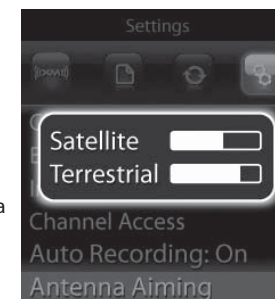 Settings
Satellite
Terrestrial
a
Channel Access
Auto Recording: On
Antenna Aiming